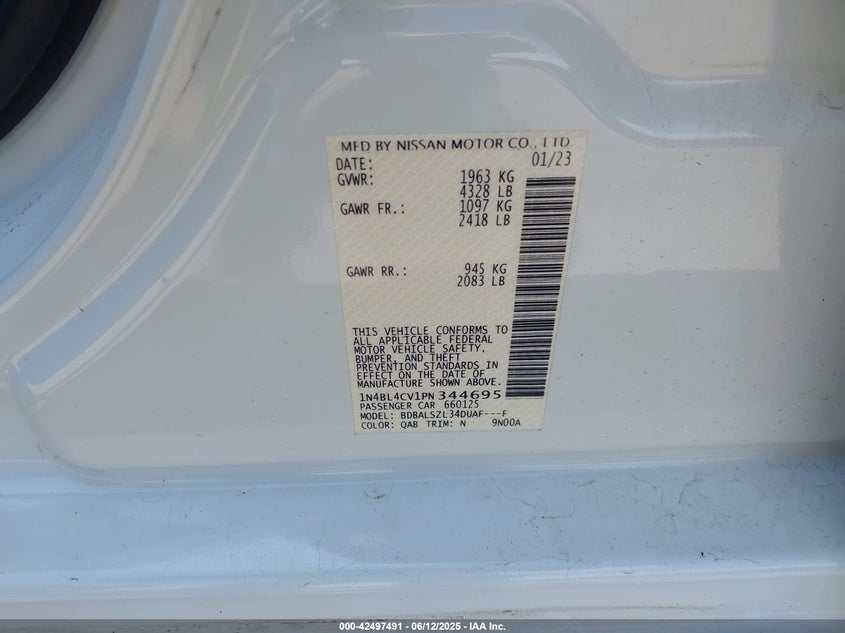 MFD BY NISSAN MOTOR CO., LTD.
DATE: 01/23
GVWR: 1963 KG
4328 LB
GAWR FR.: 1097 KG
2418 LB
GAWR RR.: 945 KG
2083 LB
THIS VEHICLE CONFORMS TO
ALL APPLICABLE FEDERAL
MOTOR VEHICLE SAFETY,
BUMPER, AND THEFT
PREVENTION STANDARDS IN
EFFECT ON THE DATE OF
MANUFACTURE SHOWN ABOVE.
1N4BL4CV1PN344695
PASSENGER CAR 660125
MODEL: BDBALSZL34DUAF---F
COLOR: QAB TRIM: N 9N00A
000-42497491 - 06/12/2025 - IAA Inc.